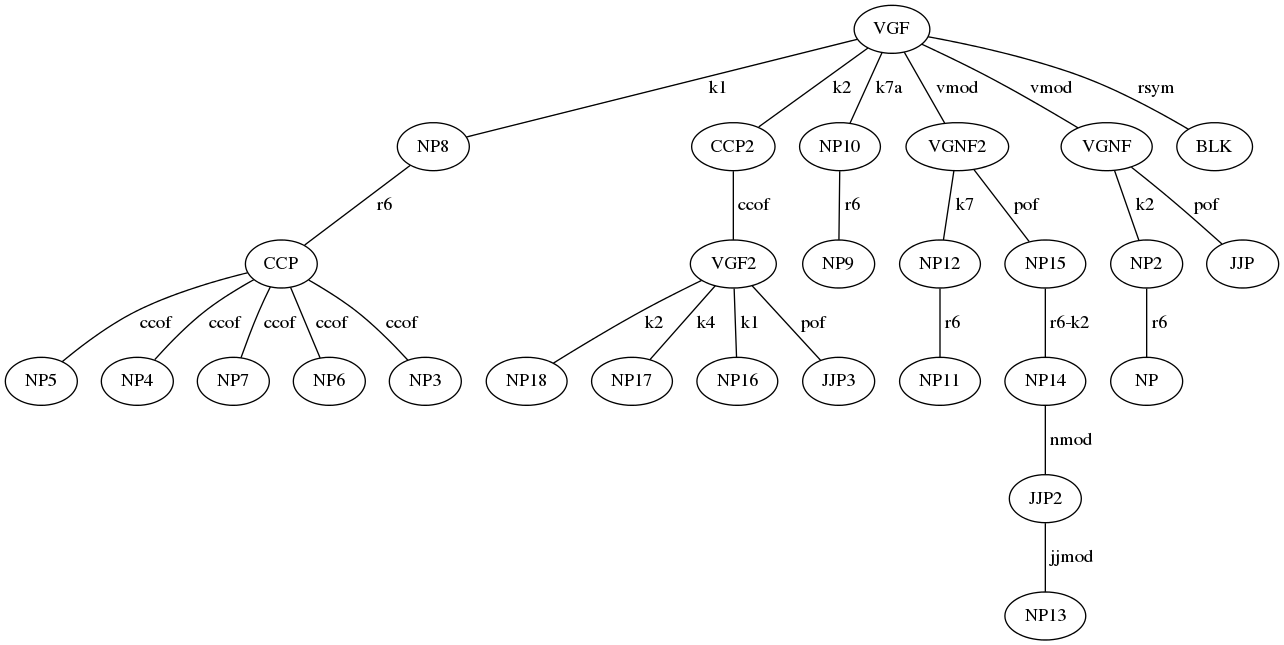 VGF
k1 k2 k7a vmod vmod rsym
NP8 CCP2 NP10 VGNF2 VGNF BLK
r6 ccof r6 k7 pof k2 pof
CCP VGF2 NP9 NP12 NP15 NP2 JJP
ccof ccof ccof ccof ccof k2 k4 k1 pof r6 r6-k2 r6
NP5 NP4 NP7 NP6 NP3 NP18 NP17 NP16 JJP3 NP11 NP14 NP
nmod
JJP2
jjmod
NP13